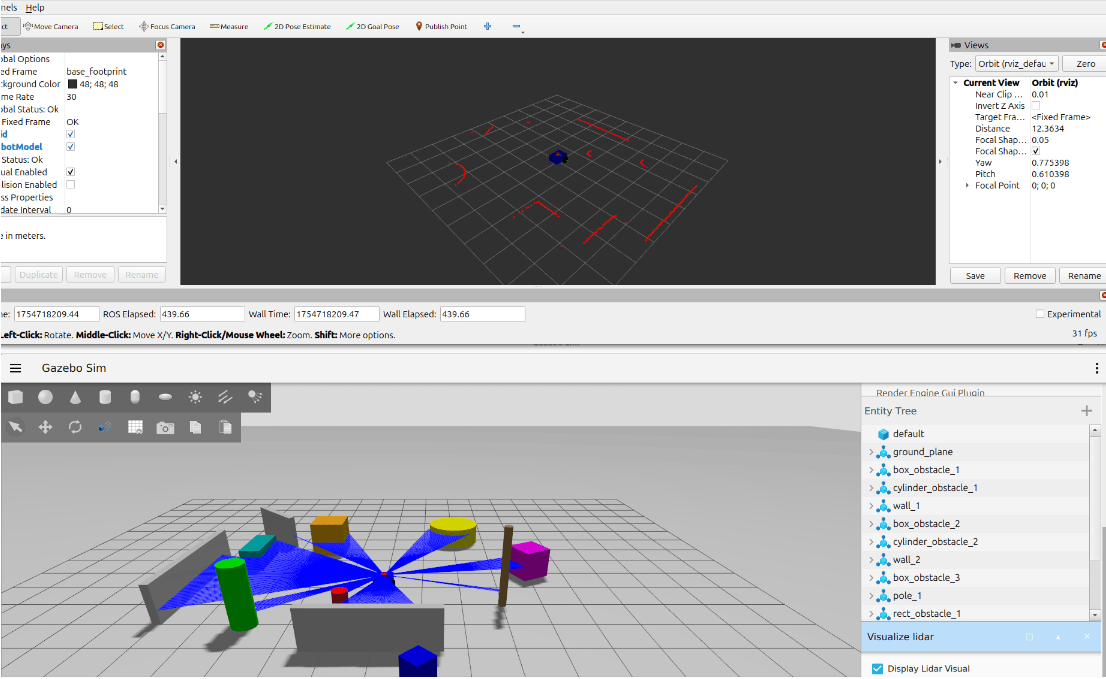 nels Help
ct Move Camera Select Focus Camera Measure 2D Pose Estimate 2D Goal Pose Publish Point
ays
obal Options
ed Frame base_footprint
ckground Color 48; 48; 48
me Rate 30
obal Status: Ok
Fixed Frame OK
id
botModel
Status: Ok
ual Enabled
llision Enabled
ss Properties
date Interval 0
e in meters.
Duplicate Remove Rename
Views
Type: Orbit (rviz_defau Zero
Current View Orbit (rviz)
Near Clip ... 0.01
Invert Z Axis
Target Fra... <Fixed Frame>
Distance 12.3634
Focal Shap... 0.05
Focal Shap...
Yaw 0.775398
Pitch 0.610398
Focal Point 0; 0; 0
Save Remove Rename
ne: 1754718209.44 ROS Elapsed: 439.66 Wall Time: 1754718209.47 Wall Elapsed: 439.66 Experimental
Left-Click: Rotate. Middle-Click: Move X/Y. Right-Click/Mouse Wheel: Zoom. Shift: More options. 31 fps
Gazebo Sim
Render Engine Gui Plugin
Entity Tree
default
ground_plane
box_obstacle_1
cylinder_obstacle_1
wall_1
box_obstacle_2
cylinder_obstacle_2
wall_2
box_obstacle_3
pole_1
rect_obstacle_1
Visualize lidar
Display Lidar Visual